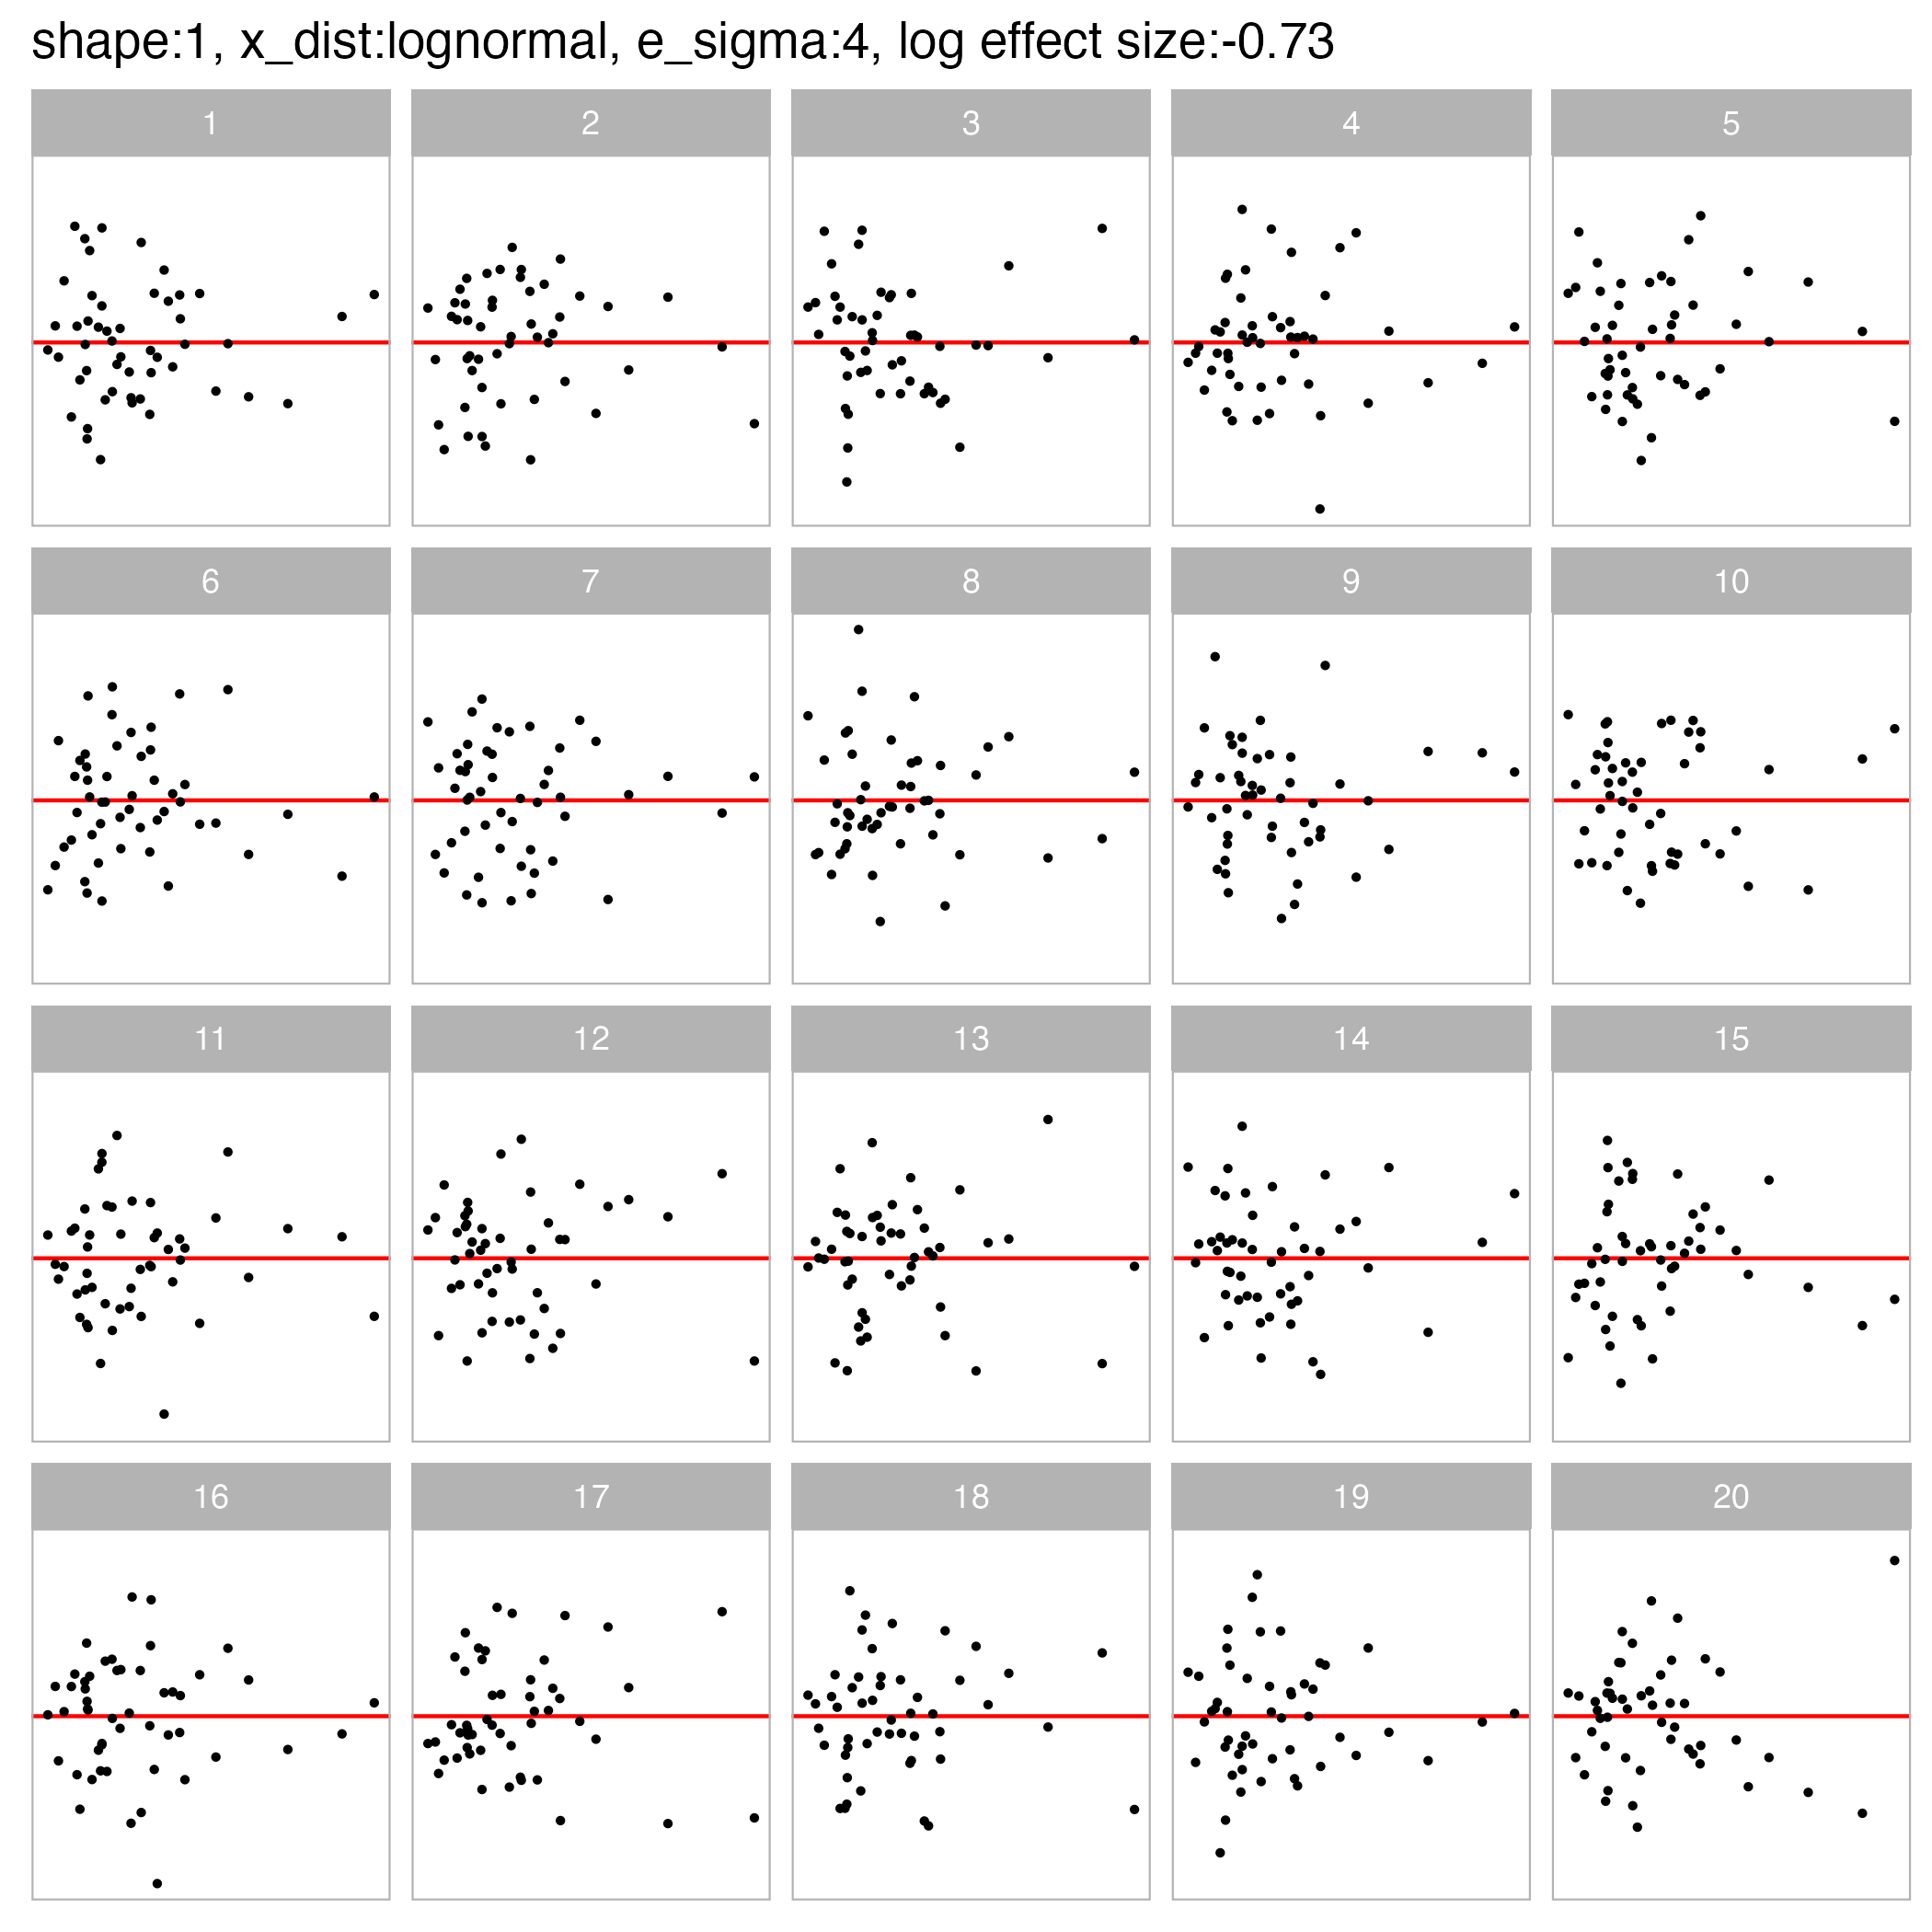 shape:1, x_dist:lognormal, e_sigma:4, log effect size:-0.73
1 2 3 4 5
6 7 8 9 10
11 12 13 14 15
16 17 18 19 20